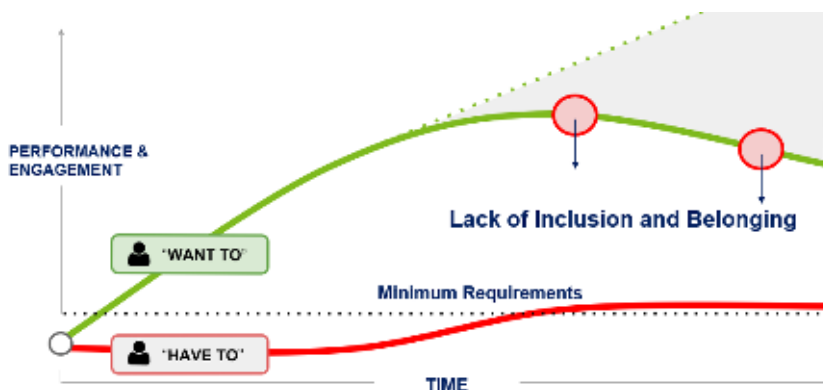 PERFORMANCE &
ENGAGEMENT
Lack of Inclusion and Belonging
"WANT TO"
Minimum Requirements
"HAVE TO"
TIME